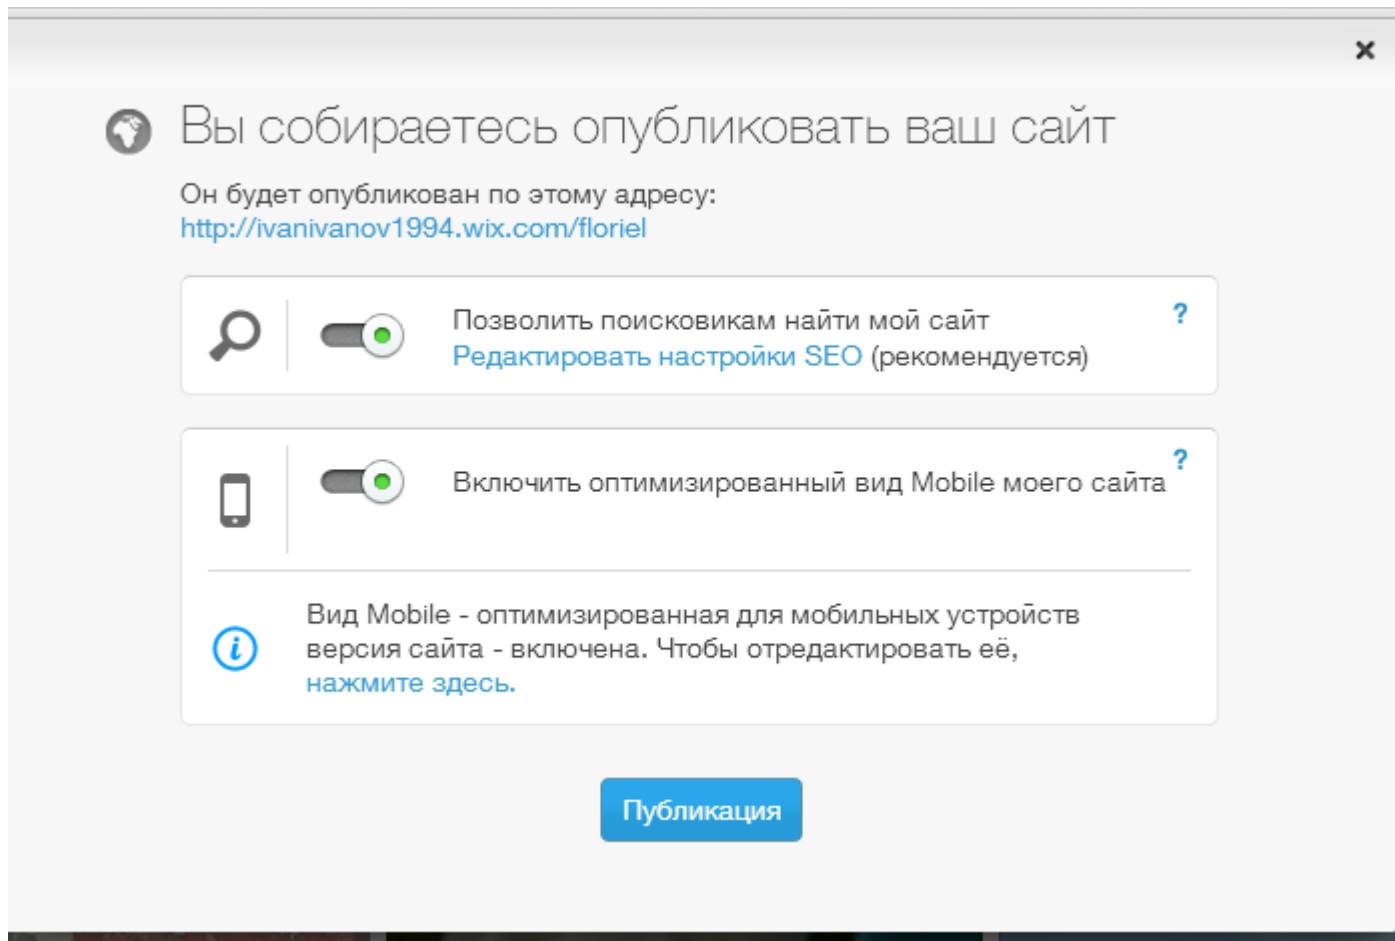 Вы собираетесь опубликовать ваш сайт
Он будет опубликован по этому адресу:
http://ivanivanov1994.wix.com/floriel
Позволить поисковикам найти мой сайт ?
Редактировать настройки SEO (рекомендуется)
Включить оптимизированный вид Mobile моего сайта ?
Вид Mobile - оптимизированная для мобильных устройств
версия сайта - включена. Чтобы отредактировать её,
нажмите здесь.
Публикация